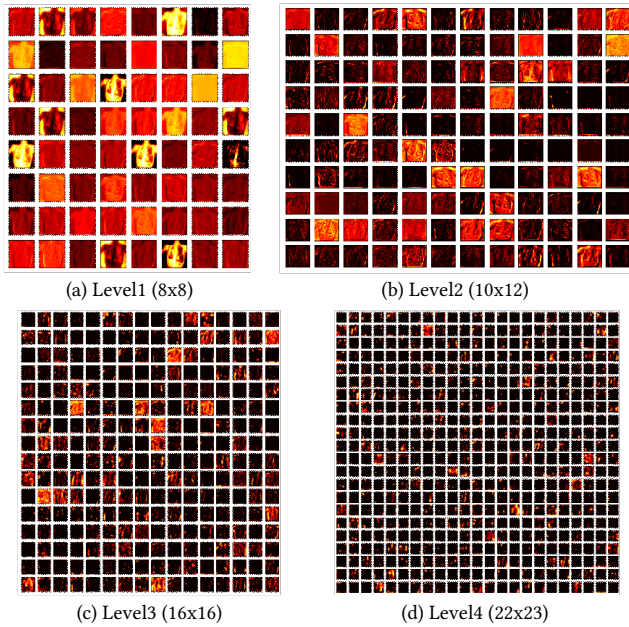 (a) Level1 (8x8)
(b) Level2 (10x12)
(c) Level3 (16x16)
(d) Level4 (22x23)